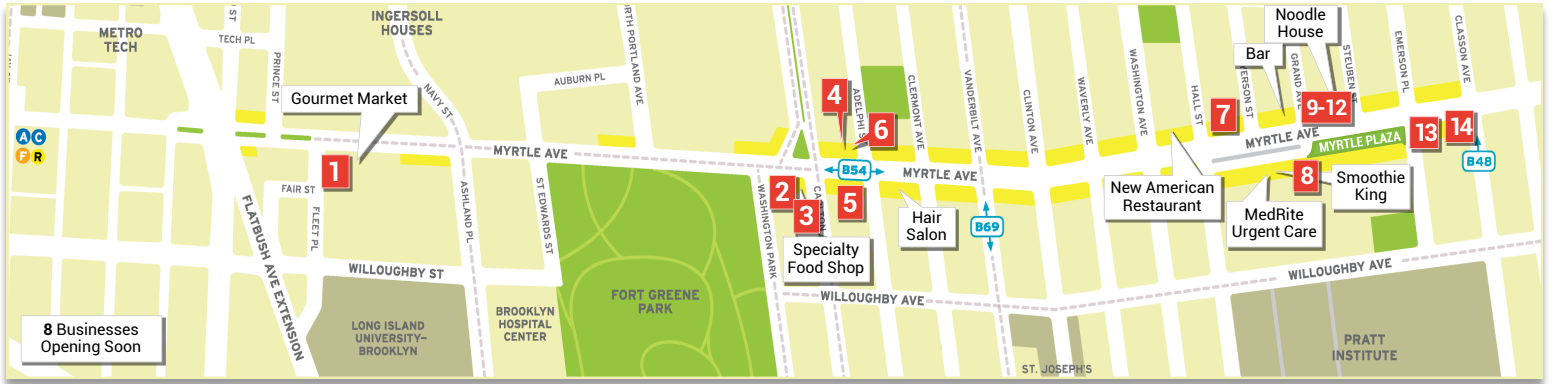 METRO
TECH
ST
TECH PL
PRINCE ST
INGERSOLL
HOUSES
NAVY ST
AUBURN PL
RTH PORTLAND AVE
Gourmet Market
1
A C
F R
FAIR ST
FLEET PL
FLATBUSH AVE EXTENSION
WILLOUGHBY ST
ASHLAND PL
ST EDWARDS ST
MYRTLE AVE
LONG ISLAND
UNIVERSITY–
BROOKLYN
BROOKLYN
HOSPITAL
CENTER
FORT GREENE
PARK
WASHINGTON PARK
8 Businesses
Opening Soon
4
ADELPHI S
6
CLERMONT AVE
VANDERBILT AVE
CLINTON AVE
WAVERLY AVE
WASHINGTON AVE
HALL ST
7
ERSON ST
Bar
GRAND AVE
Noodle
House
STEUBEN ST
9-12
EMERSON PL
CLASSON AVE
B54
MYRTLE AVE
MYRTLE AVE
MYRTLE PLAZA
13
14
B48
2
3
5
Specialty
Food Shop
Hair
Salon
B69
New American
Restaurant
MedRite
Urgent Care
8
Smoothie
King
WILLOUGHBY AVE
WILLOUGHBY AVE
ST. JOSEPH'S
PRATT
INSTITUTE